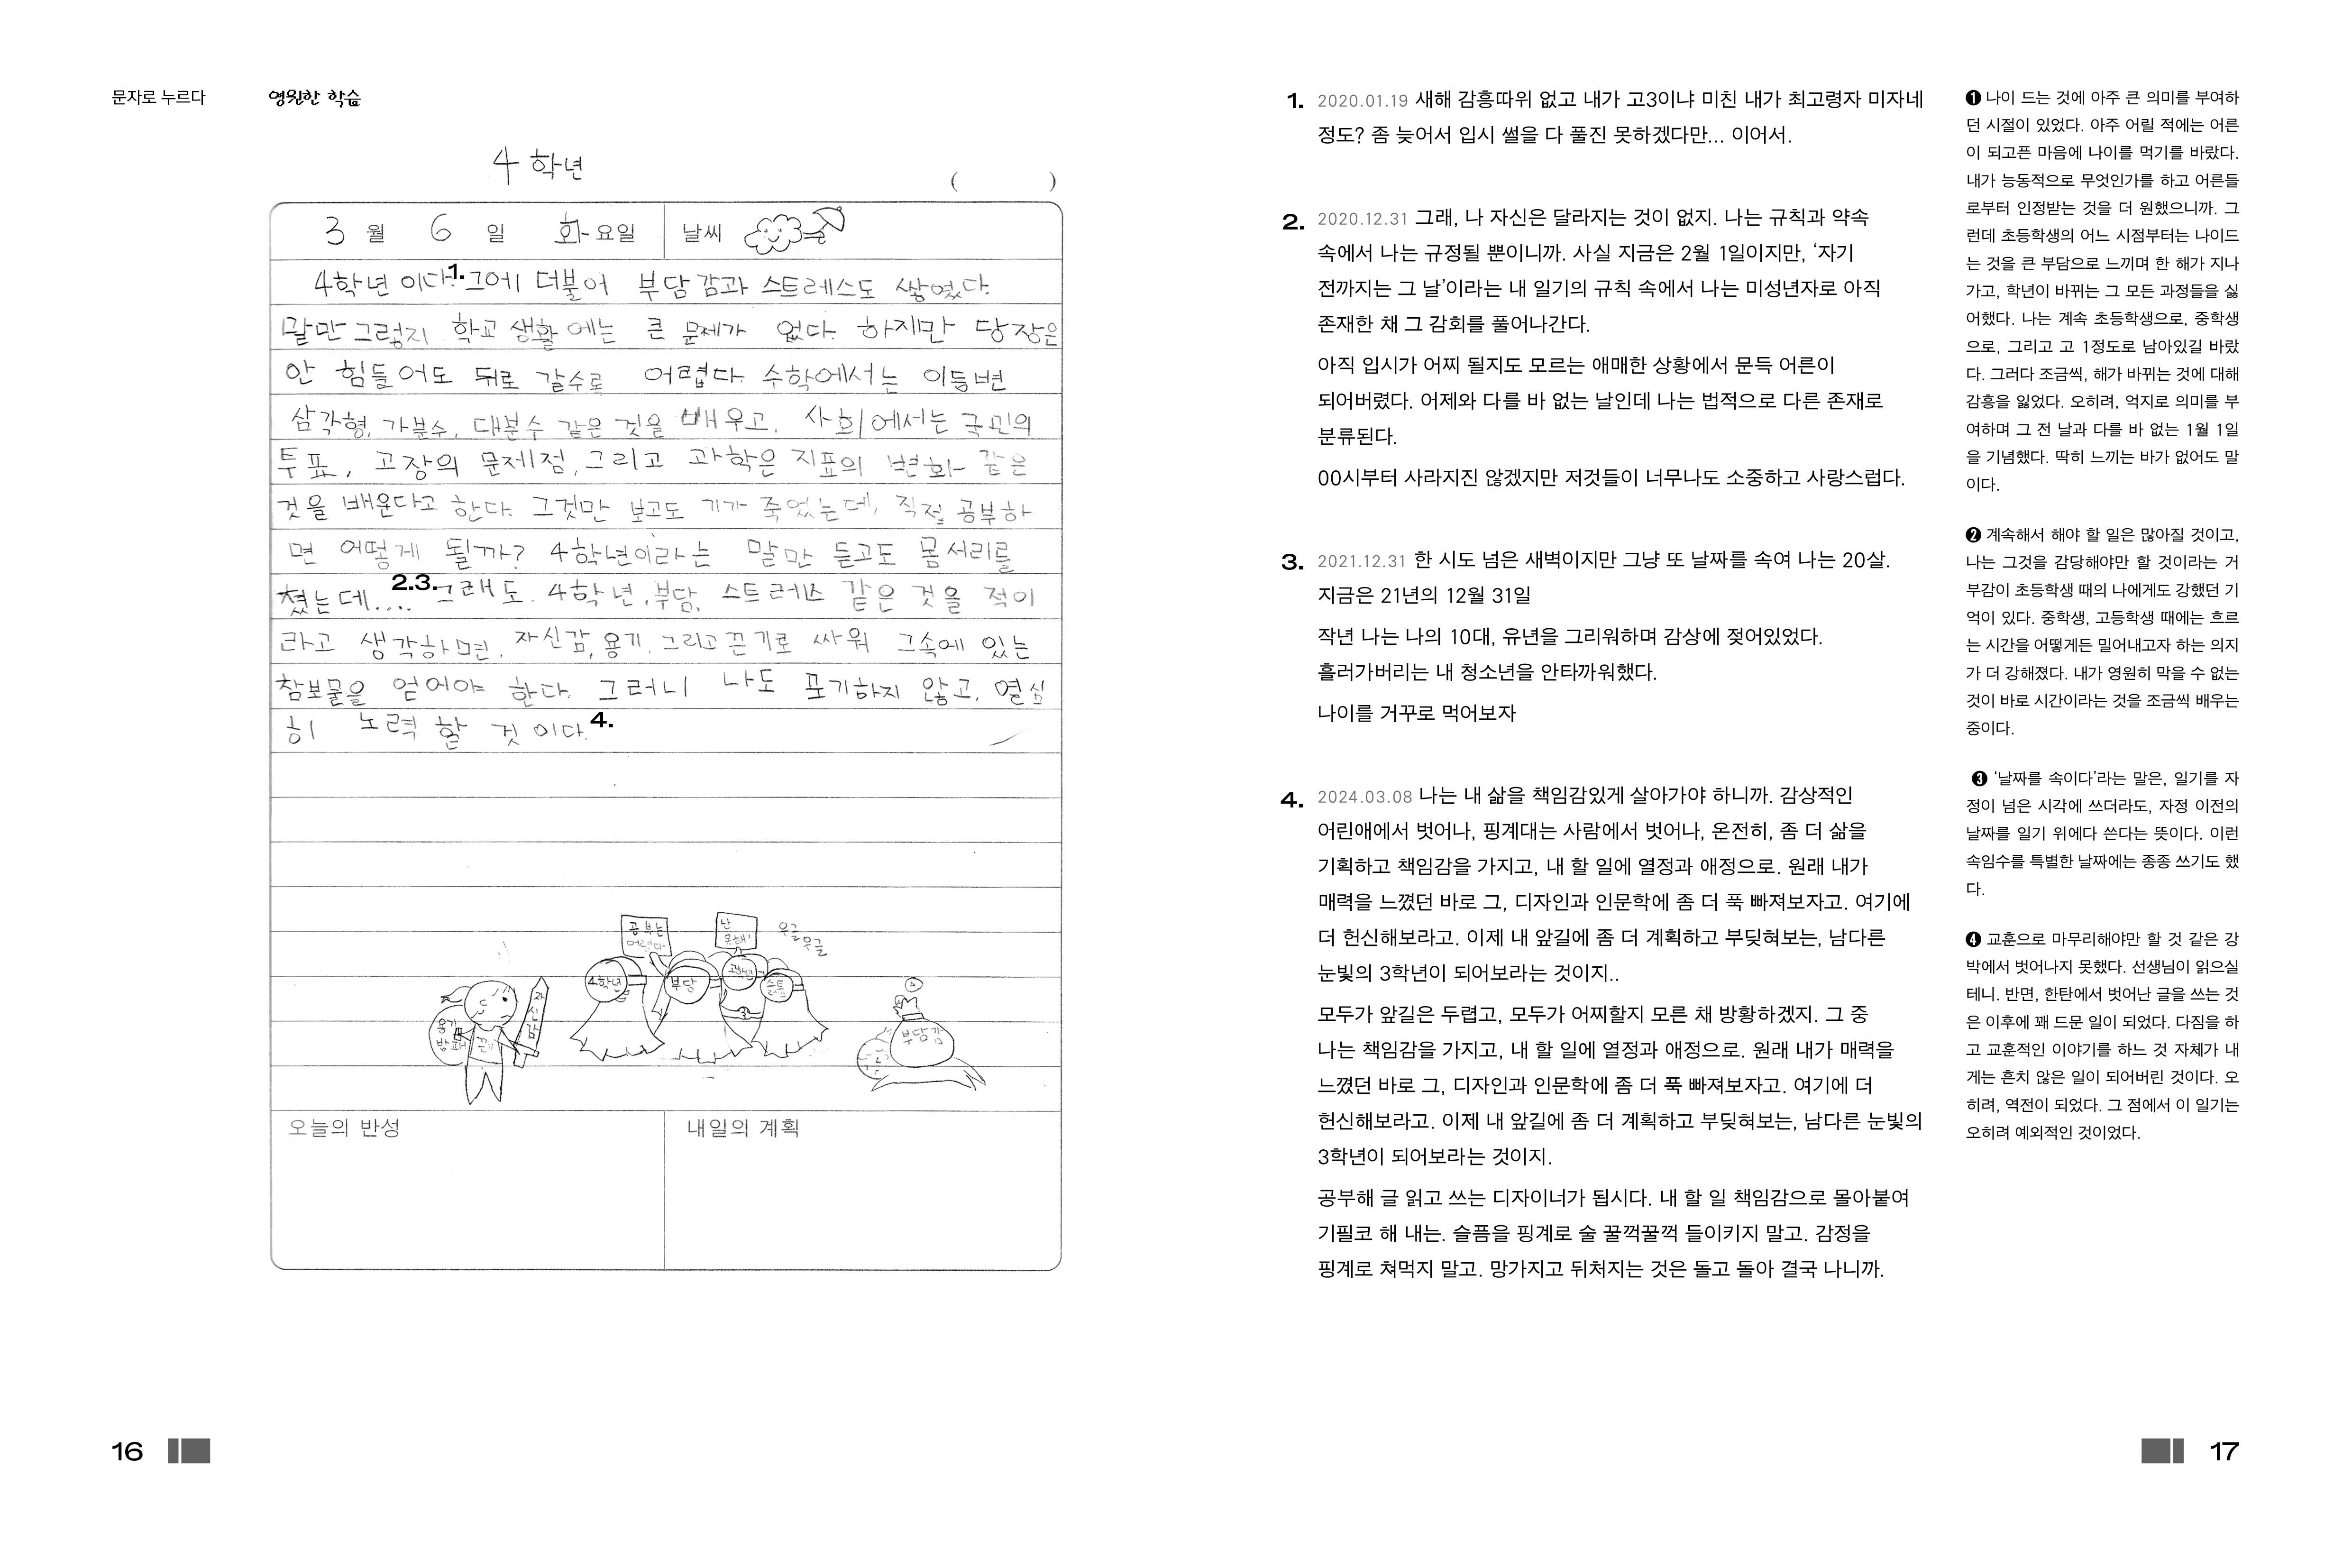 문자로 누르다
영원한 학습
4학년
( )
3 월 6 일 화요일 날씨
4학년이다.1. 그에 더불어 부담감과 스트레스도 쌓였다.
말만 그렇지 학교 생활에는 큰 문제가 없다. 하지만 당장은
안 힘들어도 뒤로 갈수록 어렵다. 수학에서는 이등변
삼각형, 가분수, 대분수 같은 것을 배우고, 사회에서는 국민의
투표, 고장의 문제점, 그리고 과학은 지표의 변화 같은
것을 배운다고 한다. 그것만 보고도 기가 죽었는데, 직접 공부하
면 어떻게 될까? 4학년이라는 말만 듣고도 몸서리를
쳤는데....2.3. 그래도 4학년, 부담, 스트레스 같은 것을 적이
라고 생각하면, 자신감, 용기, 그리고 끈기로 싸워 그속에 있는
참보물을 얻어야 한다. 그러니 나도 포기하지 않고, 열심
히 노력 할 것이다.4.
공부는
어렵다
난
못해!
우글
우글
4학년
부담
스트레스
용기
방패
끈기
자신감
부담감
오늘의 반성
내일의 계획
16
1. 2020.01.19 새해 감흥따위 없고 내가 고3이냐 미친 내가 최고령자 미자네
정도? 좀 늦어서 입시 썰을 다 풀진 못하겠다만... 이어서.
2. 2020.12.31 그래, 나 자신은 달라지는 것이 없지. 나는 규칙과 약속
속에서 나는 규정될 뿐이니까. 사실 지금은 2월 1일이지만, ‘자기
전까지는 그 날’이라는 내 일기의 규칙 속에서 나는 미성년자로 아직
존재한 채 그 감회를 풀어나간다.
아직 입시가 어찌 될지도 모르는 애매한 상황에서 문득 어른이
되어버렸다. 어제와 다를 바 없는 날인데 나는 법적으로 다른 존재로
분류된다.
00시부터 사라지진 않겠지만 저것들이 너무나도 소중하고 사랑스럽다.
3. 2021.12.31 한 시도 넘은 새벽이지만 그냥 또 날짜를 속여 나는 20살.
지금은 21년의 12월 31일
작년 나는 나의 10대, 유년을 그리워하며 감상에 젖어있었다.
흘러가버리는 내 청소년을 안타까워했다.
나이를 거꾸로 먹어보자
4. 2024.03.08 나는 내 삶을 책임감있게 살아가야 하니까. 감상적인
어린애에서 벗어나, 핑계대는 사람에서 벗어나, 온전히, 좀 더 삶을
기획하고 책임감을 가지고, 내 할 일에 열정과 애정으로. 원래 내가
매력을 느꼈던 바로 그, 디자인과 인문학에 좀 더 푹 빠져보자고. 여기에
더 헌신해보라고. 이제 내 앞길에 좀 더 계획하고 부딪혀보는, 남다른
눈빛의 3학년이 되어보라는 것이지..
모두가 앞길은 두렵고, 모두가 어찌할지 모른 채 방황하겠지. 그 중
나는 책임감을 가지고, 내 할 일에 열정과 애정으로. 원래 내가 매력을
느꼈던 바로 그, 디자인과 인문학에 좀 더 푹 빠져보자고. 여기에 더
헌신해보라고. 이제 내 앞길에 좀 더 계획하고 부딪혀보는, 남다른 눈빛의
3학년이 되어보라는 것이지.
공부해 글 읽고 쓰는 디자이너가 됩시다. 내 할 일 책임감으로 몰아붙여
기필코 해 내는. 슬픔을 핑계로 술 꿀꺽꿀꺽 들이키지 말고. 감정을
핑계로 쳐먹지 말고. 망가지고 뒤처지는 것은 돌고 돌아 결국 나니까.
❶ 나이 드는 것에 아주 큰 의미를 부여하
던 시절이 있었다. 아주 어릴 적에는 어른
이 되고픈 마음에 나이를 먹기를 바랐다.
내가 능동적으로 무엇인가를 하고 어른들
로부터 인정받는 것을 더 원했으니까. 그
런데 초등학생의 어느 시점부터는 나이드
는 것을 큰 부담으로 느끼며 한 해가 지나
가고, 학년이 바뀌는 그 모든 과정들을 싫
어했다. 나는 계속 초등학생으로, 중학생
으로, 그리고 고 1정도로 남아있길 바랐
다. 그러다 조금씩, 해가 바뀌는 것에 대해
감흥을 잃었다. 오히려, 억지로 의미를 부
여하며 그 전 날과 다를 바 없는 1월 1일
을 기념했다. 딱히 느끼는 바가 없어도 말
이다.
❷ 계속해서 해야 할 일은 많아질 것이고,
나는 그것을 감당해야만 할 것이라는 거
부감이 초등학생 때의 나에게도 강했던 기
억이 있다. 중학생, 고등학생 때에는 흐르
는 시간을 어떻게든 밀어내고자 하는 의지
가 더 강해졌다. 내가 영원히 막을 수 없는
것이 바로 시간이라는 것을 조금씩 배우는
중이다.
❸ ‘날짜를 속이다’라는 말은, 일기를 자
정이 넘은 시각에 쓰더라도, 자정 이전의
날짜를 일기 위에다 쓴다는 뜻이다. 이런
속임수를 특별한 날짜에는 종종 쓰기도 했
다.
❹ 교훈으로 마무리해야만 할 것 같은 강
박에서 벗어나지 못했다. 선생님이 읽으실
테니. 반면, 한탄에서 벗어난 글을 쓰는 것
은 이후에 꽤 드문 일이 되었다. 다짐을 하
고 교훈적인 이야기를 하느 것 자체가 내
게는 흔치 않은 일이 되어버린 것이다. 오
히려, 역전이 되었다. 그 점에서 이 일기는
오히려 예외적인 것이었다.
17